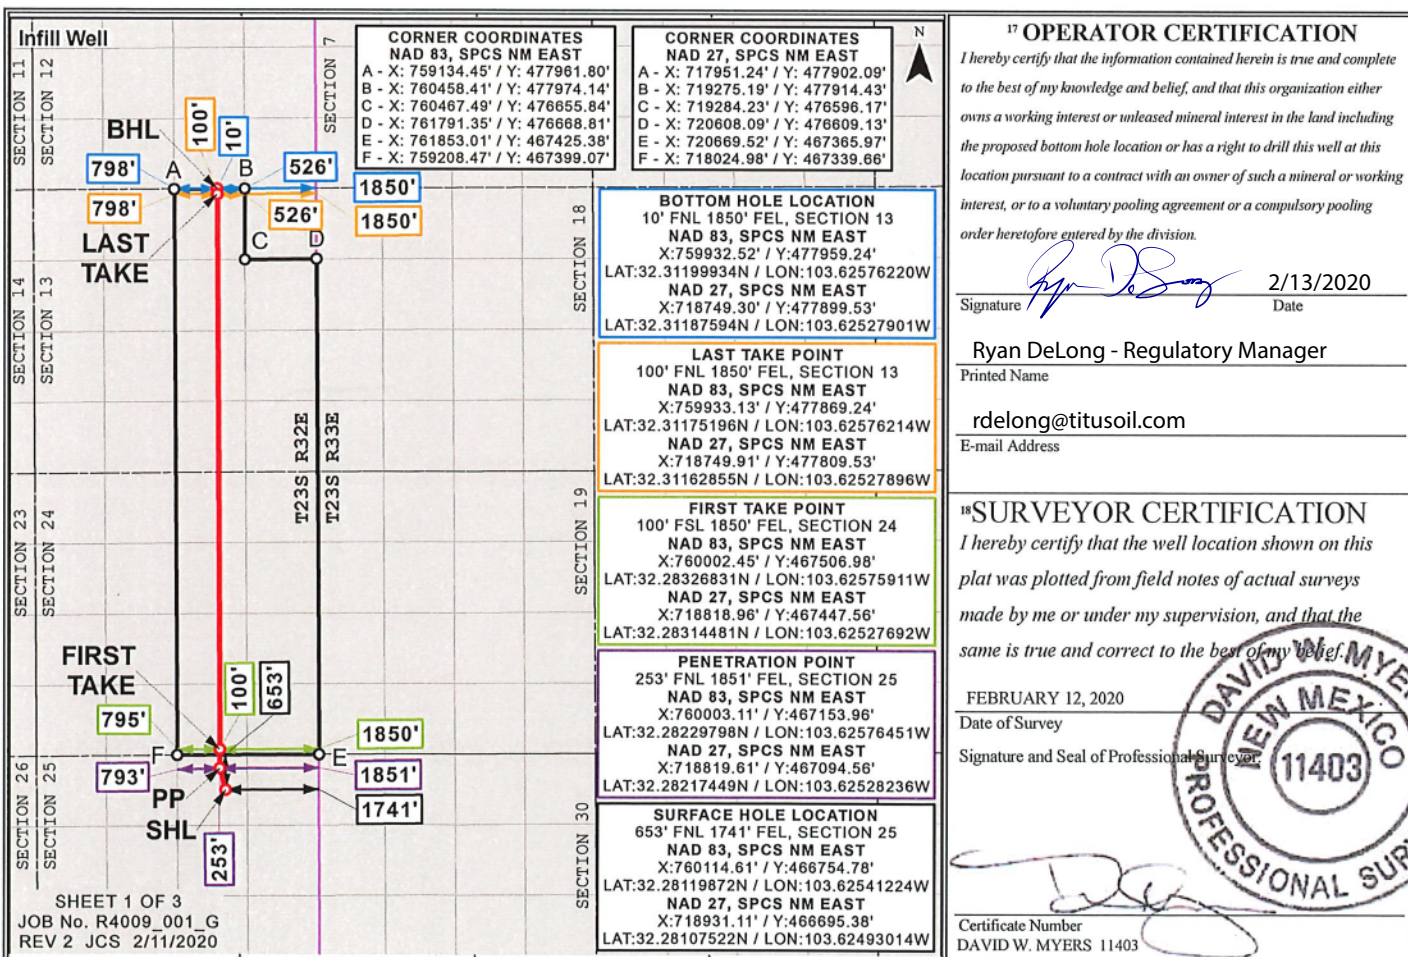 Infill Well
SECTION 11
SECTION 12
SECTION 7
CORNER COORDINATES
NAD 83, SPCS NM EAST
A - X: 759134.45' / Y: 477961.80'
B - X: 760458.41' / Y: 477974.14'
C - X: 760467.49' / Y: 476655.84'
D - X: 761791.35' / Y: 476668.81'
E - X: 761853.01' / Y: 467425.38'
F - X: 759208.47' / Y: 467399.07'
CORNER COORDINATES
NAD 27, SPCS NM EAST
A - X: 717951.24' / Y: 477902.09'
B - X: 719275.19' / Y: 477914.43'
C - X: 719284.23' / Y: 476596.17'
D - X: 720608.09' / Y: 476609.13'
E - X: 720669.52' / Y: 467365.97'
F - X: 718024.98' / Y: 467339.66'
N
BHL
100'
10'
798'
A
B
526'
1850'
798'
526'
1850'
LAST
TAKE
C
D
SECTION 18
SECTION 14
SECTION 13
T23S R32E
T23S R33E
SECTION 19
SECTION 23
SECTION 24
FIRST
TAKE
100'
653'
795'
1850'
F
E
793'
1851'
PP
1741'
SHL
253'
SECTION 26
SECTION 25
SECTION 30
SHEET 1 OF 3
JOB No. R4009_001_G
REV 2 JCS 2/11/2020
BOTTOM HOLE LOCATION
10' FNL 1850' FEL, SECTION 13
NAD 83, SPCS NM EAST
X:759932.52' / Y:477959.24'
LAT:32.31199934N / LON:103.62576220W
NAD 27, SPCS NM EAST
X:718749.30' / Y:477899.53'
LAT:32.31187594N / LON:103.62527901W
LAST TAKE POINT
100' FNL 1850' FEL, SECTION 13
NAD 83, SPCS NM EAST
X:759933.13' / Y:477869.24'
LAT:32.31175196N / LON:103.62576214W
NAD 27, SPCS NM EAST
X:718749.91' / Y:477809.53'
LAT:32.31162855N / LON:103.62527896W
FIRST TAKE POINT
100' FSL 1850' FEL, SECTION 24
NAD 83, SPCS NM EAST
X:760002.45' / Y:467506.98'
LAT:32.28326831N / LON:103.62575911W
NAD 27, SPCS NM EAST
X:718818.96' / Y:467447.56'
LAT:32.28314481N / LON:103.62527692W
PENETRATION POINT
253' FNL 1851' FEL, SECTION 25
NAD 83, SPCS NM EAST
X:760003.11' / Y:467153.96'
LAT:32.28229798N / LON:103.62576451W
NAD 27, SPCS NM EAST
X:718819.61' / Y:467094.56'
LAT:32.28217449N / LON:103.62528236W
SURFACE HOLE LOCATION
653' FNL 1741' FEL, SECTION 25
NAD 83, SPCS NM EAST
X:760114.61' / Y:466754.78'
LAT:32.28119872N / LON:103.62541224W
NAD 27, SPCS NM EAST
X:718931.11' / Y:466695.38'
LAT:32.28107522N / LON:103.62493014W
17 OPERATOR CERTIFICATION
I hereby certify that the information contained herein is true and complete
to the best of my knowledge and belief, and that this organization either
owns a working interest or unleased mineral interest in the land including
the proposed bottom hole location or has a right to drill this well at this
location pursuant to a contract with an owner of such a mineral or working
interest, or to a voluntary pooling agreement or a compulsory pooling
order heretofore entered by the division.
2/13/2020
Signature Date
Ryan DeLong - Regulatory Manager
Printed Name
rdelong@titusoil.com
E-mail Address
18 SURVEYOR CERTIFICATION
I hereby certify that the well location shown on this
plat was plotted from field notes of actual surveys
made by me or under my supervision, and that the
same is true and correct to the best of my belief.
FEBRUARY 12, 2020
Date of Survey
Signature and Seal of Professional Surveyor:
DAVID W. MYE
NEW MEXICO
11403
PROFESSIONAL SUR
Certificate Number
DAVID W. MYERS 11403